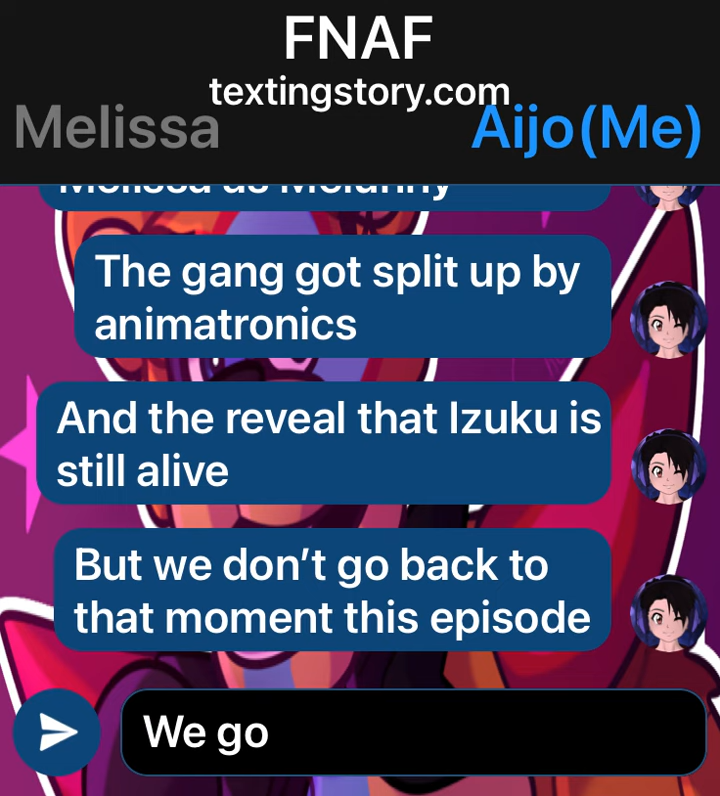 FNAF
textingstory.com
Melissa
Aijo(Me)
The gang got split up by
animatronics
And the reveal that Izuku is
still alive
But we don't go back to
that moment this episode
We go